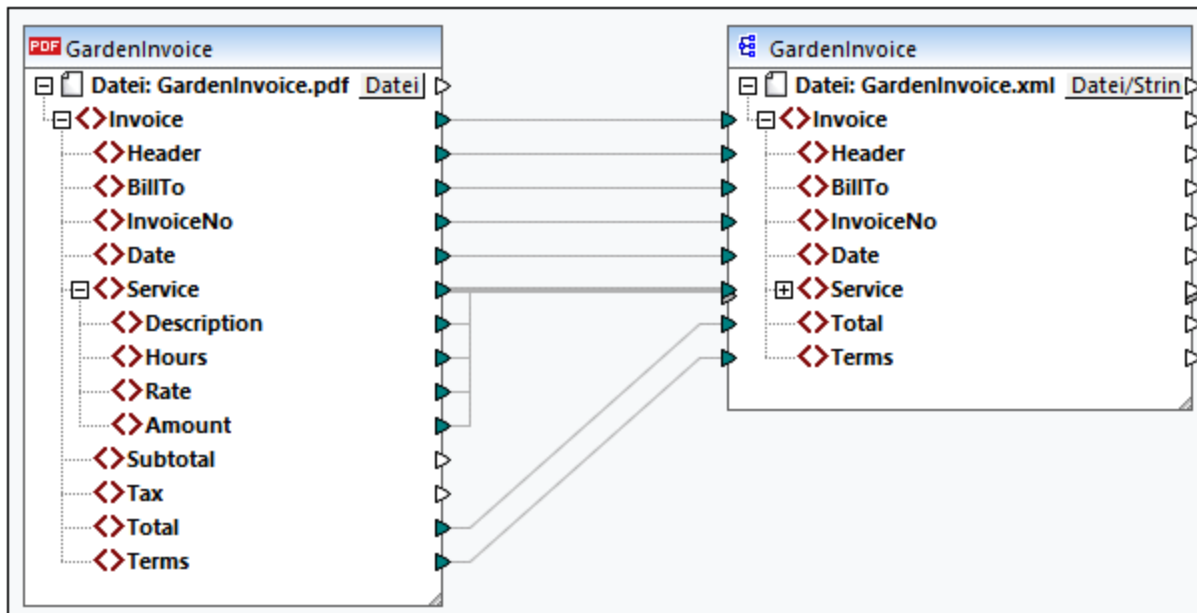 PDF GardenInvoice
Datei: GardenInvoice.pdf Datei
Invoice
Header
BillTo
InvoiceNo
Date
Service
Description
Hours
Rate
Amount
Subtotal
Tax
Total
Terms
GardenInvoice
Datei: GardenInvoice.xml Datei/Strin
Invoice
Header
BillTo
InvoiceNo
Date
Service
Total
Terms